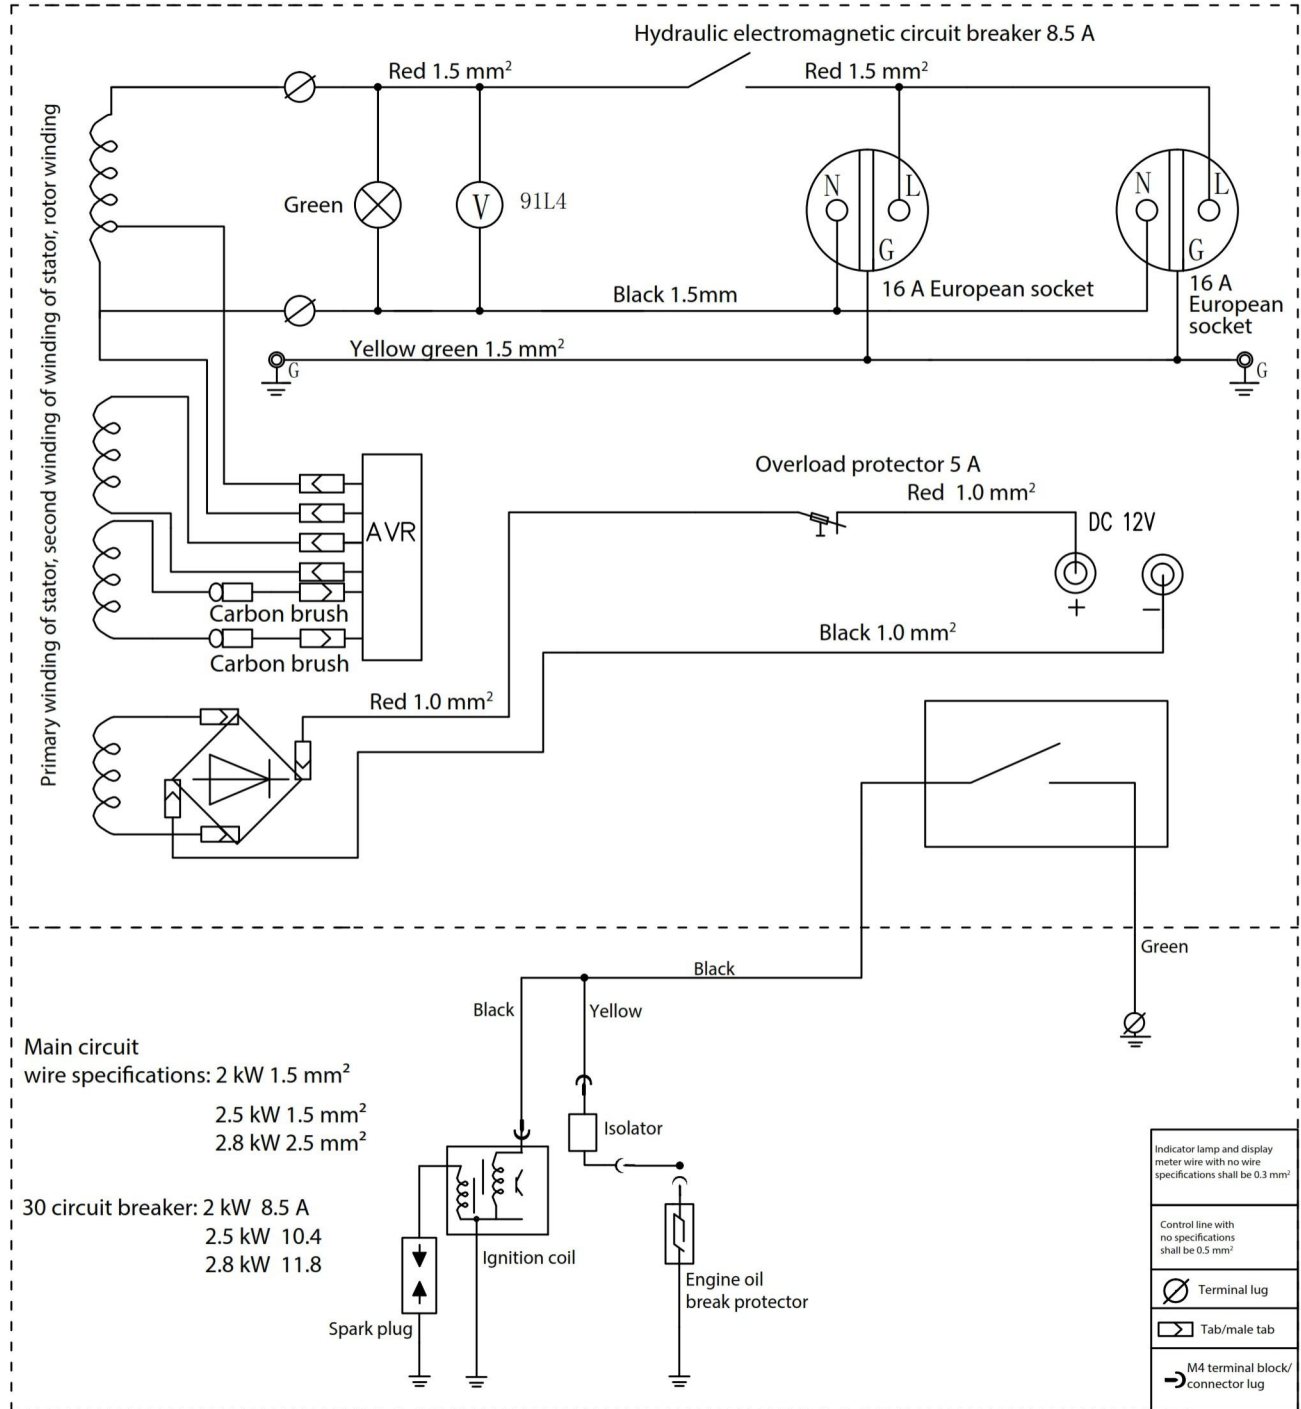 Hydraulic electromagnetic circuit breaker 8.5 A
Red 1.5 mm²
Red 1.5 mm²
Primary winding of stator, second winding of winding of stator, rotor winding
Green
V
91L4
N
L
G
N
L
G
16 A European socket
16 A
European
socket
Black 1.5mm
Yellow green 1.5 mm²
G
G
Overload protector 5 A
Red 1.0 mm²
AVR
DC 12V
+
−
Carbon brush
Carbon brush
Black 1.0 mm²
Red 1.0 mm²
Green
Black
Black
Yellow
Main circuit
wire specifications: 2 kW 1.5 mm²
2.5 kW 1.5 mm²
2.8 kW 2.5 mm²
30 circuit breaker: 2 kW 8.5 A
2.5 kW 10.4
2.8 kW 11.8
Isolator
Ignition coil
Engine oil
break protector
Spark plug
Indicator lamp and display
meter wire with no wire
specifications shall be 0.3 mm²
Control line with
no specifications
shall be 0.5 mm²
Terminal lug
Tab/male tab
M4 terminal block/
connector lug